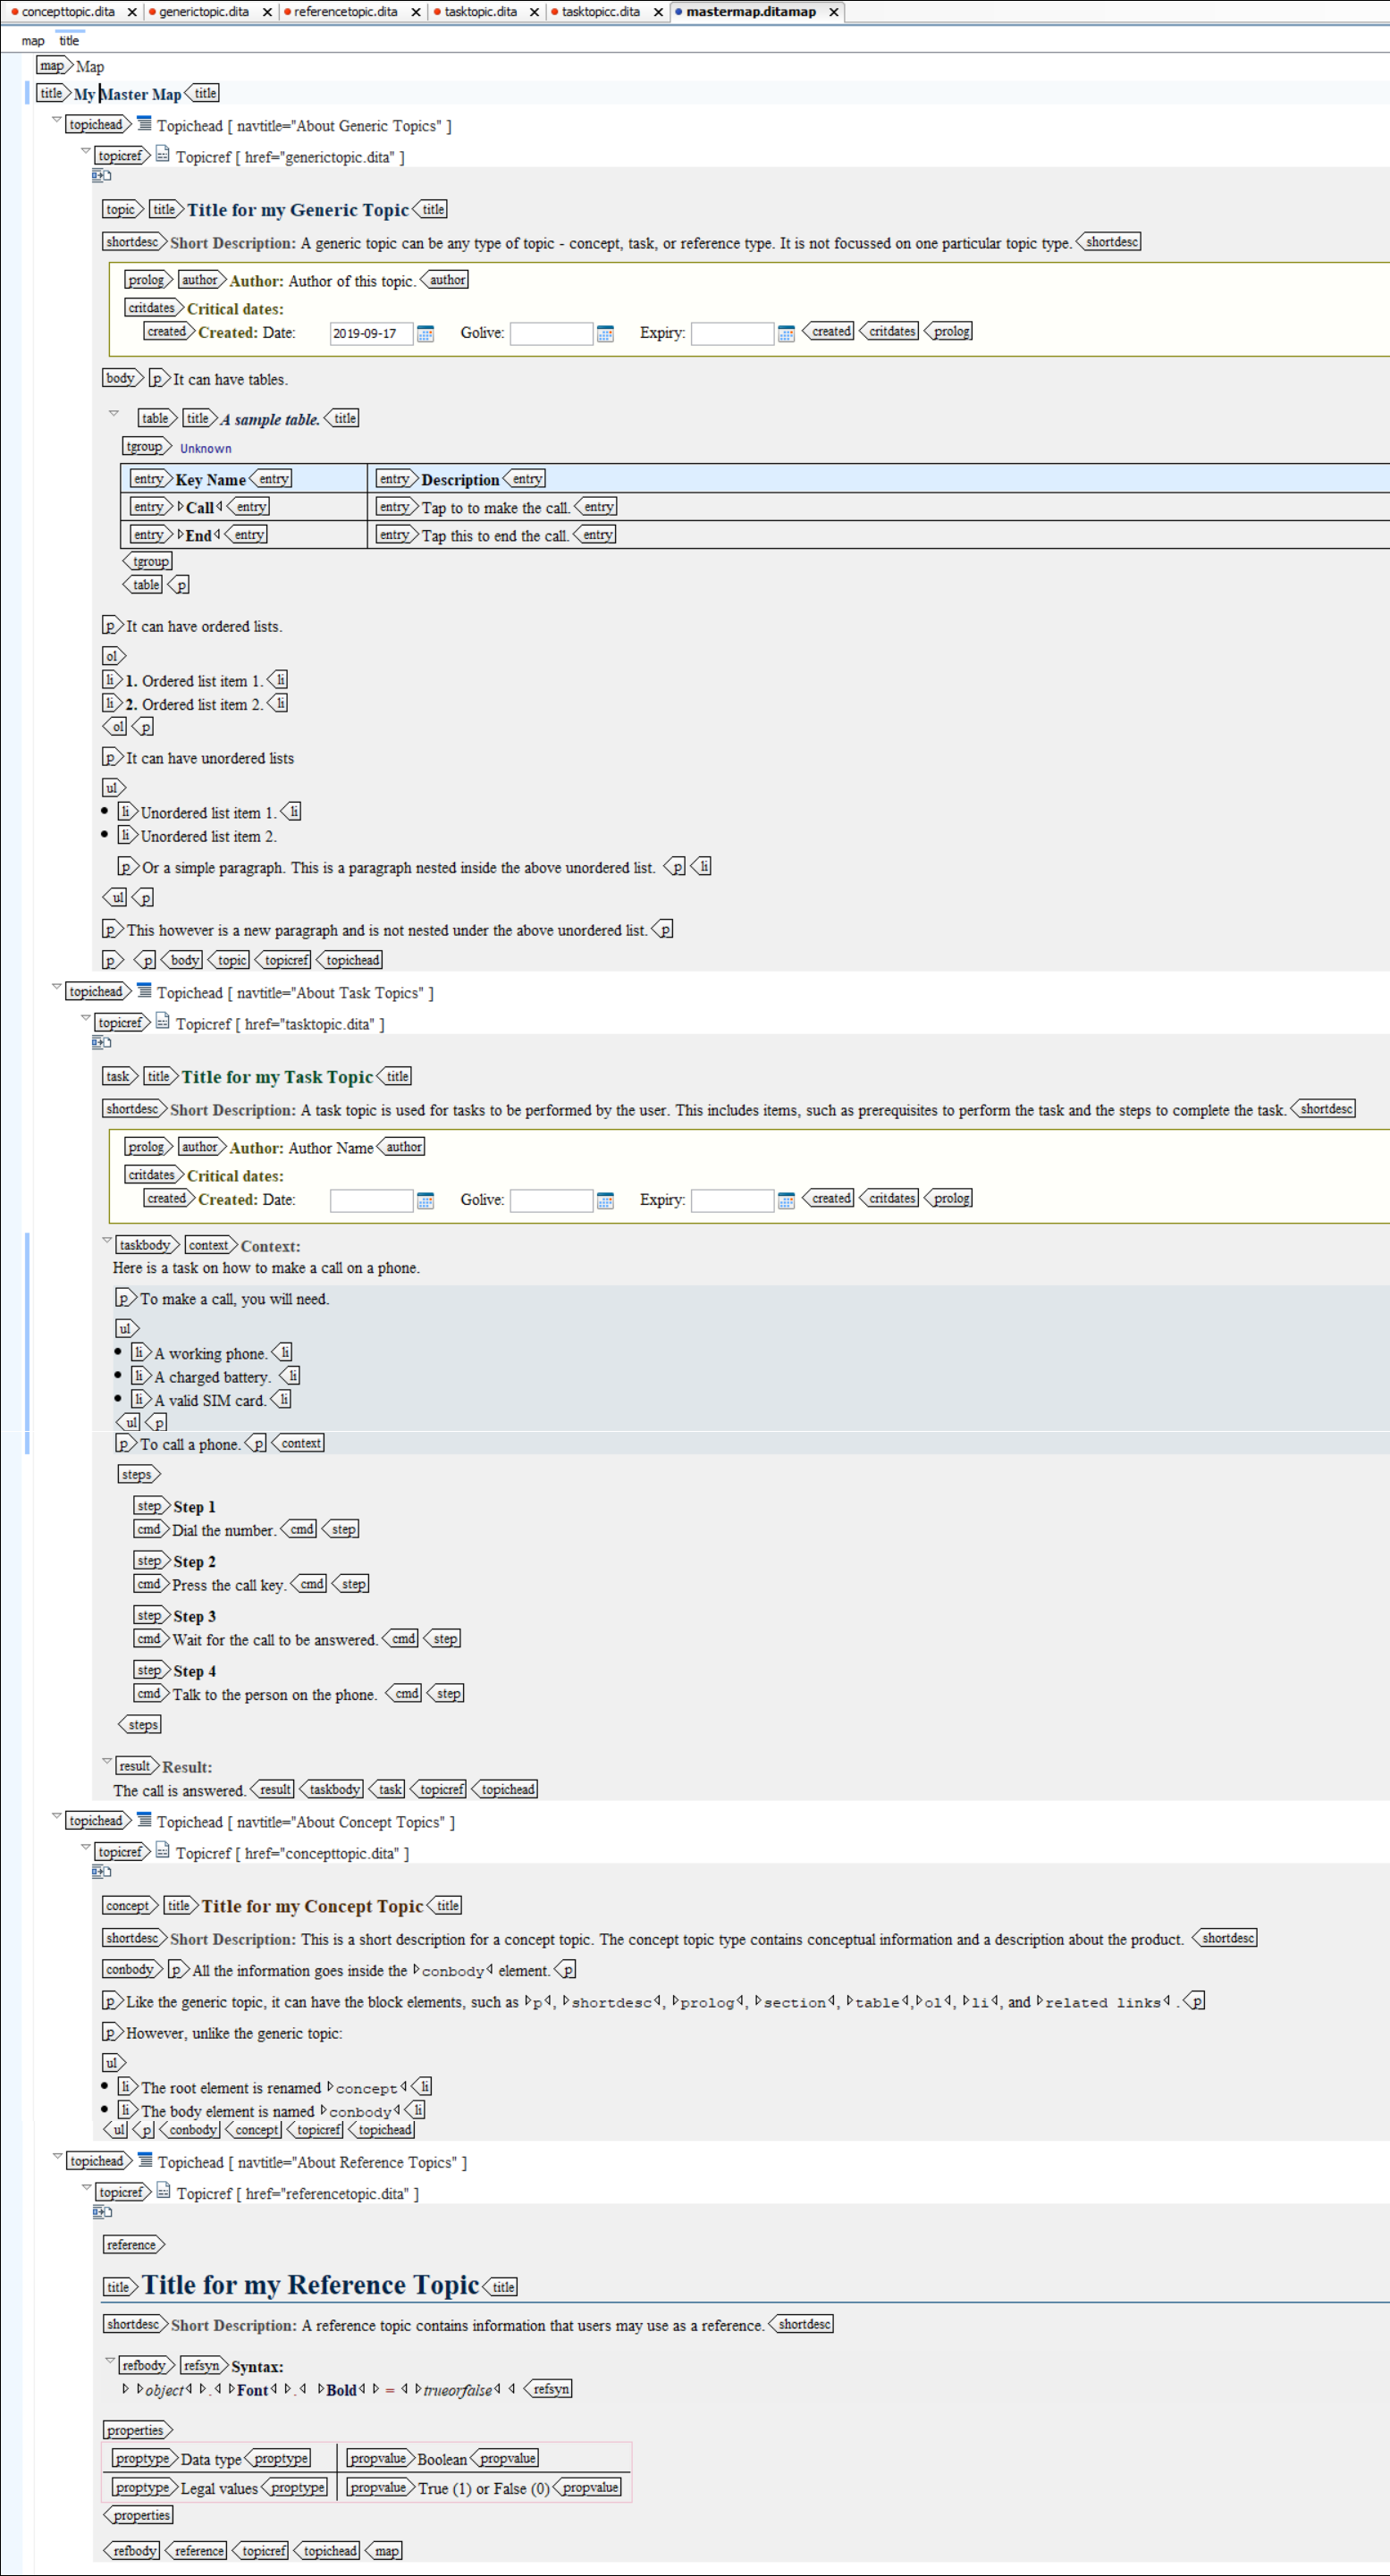 concepttopic.dita generictopic.dita referencetopic.dita tasktopic.dita tasktopicc.dita mastermap.ditamap
map title
map Map
title My Master Map title
topichead Topichead [ navtitle="About Generic Topics" ]
topicref Topicref [ href="generictopic.dita" ]
topic title Title for my Generic Topic title
shortdesc Short Description: A generic topic can be any type of topic - concept, task, or reference type. It is not focussed on one particular topic type. shortdesc
prolog author Author: Author of this topic. author
critdates Critical dates:
created Created: Date: 2019-09-17 Golive: Expiry: created critdates prolog
body p It can have tables.
table title A sample table. title
tgroup Unknown
entry Key Name entry entry Description entry
entry Call entry entry Tap to to make the call. entry
entry End entry entry Tap this to end the call. entry
tgroup
table p
p It can have ordered lists.
ol
li 1. Ordered list item 1. li
li 2. Ordered list item 2. li
ol p
p It can have unordered lists
ul
• li Unordered list item 1. li
• li Unordered list item 2.
p Or a simple paragraph. This is a paragraph nested inside the above unordered list. p li
ul p
p This however is a new paragraph and is not nested under the above unordered list. p
p p body topic topicref topichead
topichead Topichead [ navtitle="About Task Topics" ]
topicref Topicref [ href="tasktopic.dita" ]
task title Title for my Task Topic title
shortdesc Short Description: A task topic is used for tasks to be performed by the user. This includes items, such as prerequisites to perform the task and the steps to complete the task. shortdesc
prolog author Author: Author Name author
critdates Critical dates:
created Created: Date: Golive: Expiry: created critdates prolog
taskbody context Context:
Here is a task on how to make a call on a phone.
p To make a call, you will need.
ul
• li A working phone. li
• li A charged battery. li
• li A valid SIM card. li
ul p
p To call a phone. p context
steps
step Step 1
cmd Dial the number. cmd step
step Step 2
cmd Press the call key. cmd step
step Step 3
cmd Wait for the call to be answered. cmd step
step Step 4
cmd Talk to the person on the phone. cmd step
steps
result Result:
The call is answered. result taskbody task topicref topichead
topichead Topichead [ navtitle="About Concept Topics" ]
topicref Topicref [ href="concepttopic.dita" ]
concept title Title for my Concept Topic title
shortdesc Short Description: This is a short description for a concept topic. The concept topic type contains conceptual information and a description about the product. shortdesc
conbody p All the information goes inside the conbody element. p
p Like the generic topic, it can have the block elements, such as p, shortdesc, prolog, section, table, ol, li, and related links. p
p However, unlike the generic topic:
ul
• li The root element is renamed concept li
• li The body element is named conbody li
ul p conbody concept topicref topichead
topichead Topichead [ navtitle="About Reference Topics" ]
topicref Topicref [ href="referencetopic.dita" ]
reference
title Title for my Reference Topic title
shortdesc Short Description: A reference topic contains information that users may use as a reference. shortdesc
refbody refsyn Syntax:
object . Font . Bold = trueorfalse refsyn
properties
proptype Data type proptype propvalue Boolean propvalue
proptype Legal values proptype propvalue True (1) or False (0) propvalue
properties
refbody reference topicref topichead map